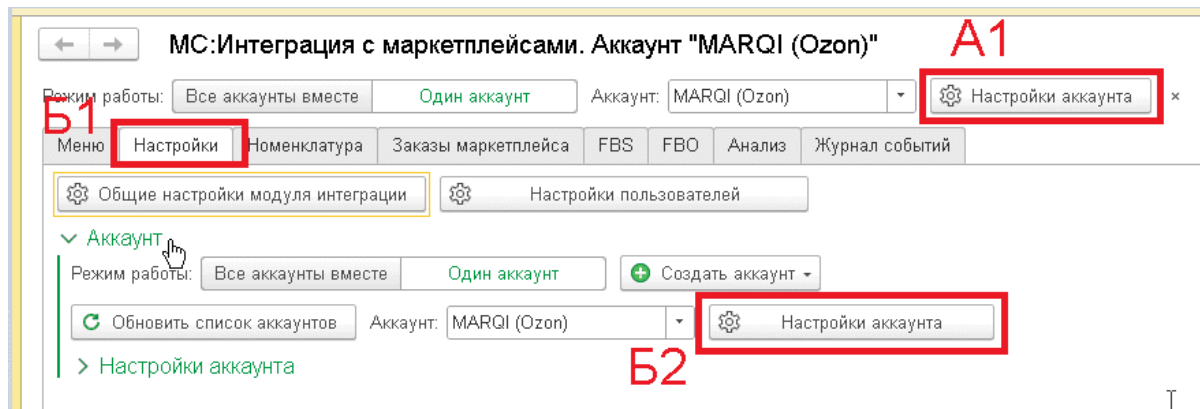 МС:Интеграция с маркетплейсами. Аккаунт "MARQI (Ozon)"
А1
Режим работы: Все аккаунты вместе Один аккаунт Аккаунт: MARQI (Ozon) Настройки аккаунта ×
Б1
Меню Настройки Номенклатура Заказы маркетплейса FBS FBO Анализ Журнал событий
Общие настройки модуля интеграции Настройки пользователей
Аккаунт
Режим работы: Все аккаунты вместе Один аккаунт Создать аккаунт
Обновить список аккаунтов Аккаунт: MARQI (Ozon) Настройки аккаунта
Настройки аккаунта
Б2